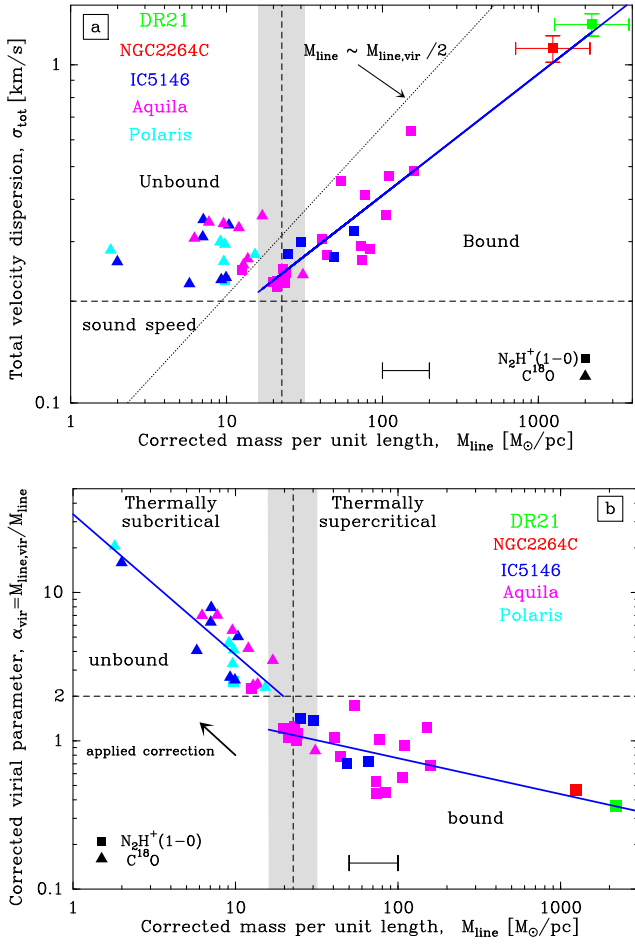 a
DR21
NGC2264C
IC5146
Aquila
Polaris
M_line ~ M_line,vir /2
Unbound
Bound
sound speed
N₂H⁺(1-0)
C¹⁸O
Total velocity dispersion, σ_tot [km/s]
1
0.1
1 10 100 1000
Corrected mass per unit length, M_line [M_⊙/pc]
b
Thermally subcritical
Thermally supercritical
DR21
NGC2264C
IC5146
Aquila
Polaris
unbound
applied correction
bound
N₂H⁺(1-0)
C¹⁸O
Corrected virial parameter, α_vir=M_line,vir/M_line
10
2
1
0.1
1 10 100 1000
Corrected mass per unit length, M_line [M_⊙/pc]